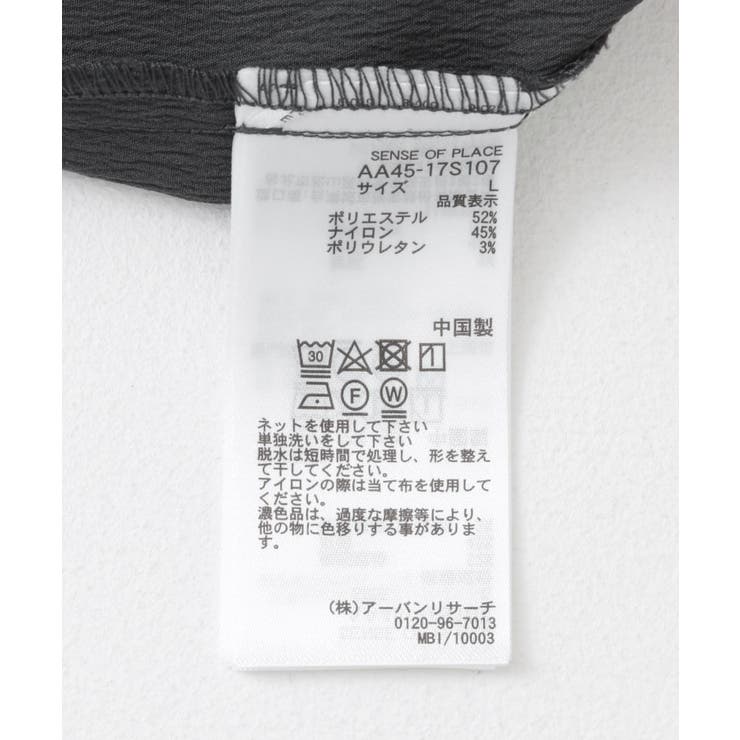 SENSE OF PLACE
AA45-17S107
サイズ L
品質表示
ポリエステル 52%
ナイロン 45%
ポリウレタン 3%
中国製
30
F W
ネットを使用して下さい
単独洗いをして下さい
脱水は短時間で処理し、形を整え
て干してください。
アイロンの際は当て布を使用して
ください。
濃色品は、過度な摩擦等により、
他の物に色移りする事がありま
す。
(株)アーバンリサーチ
0120-96-7013
MBI/10003